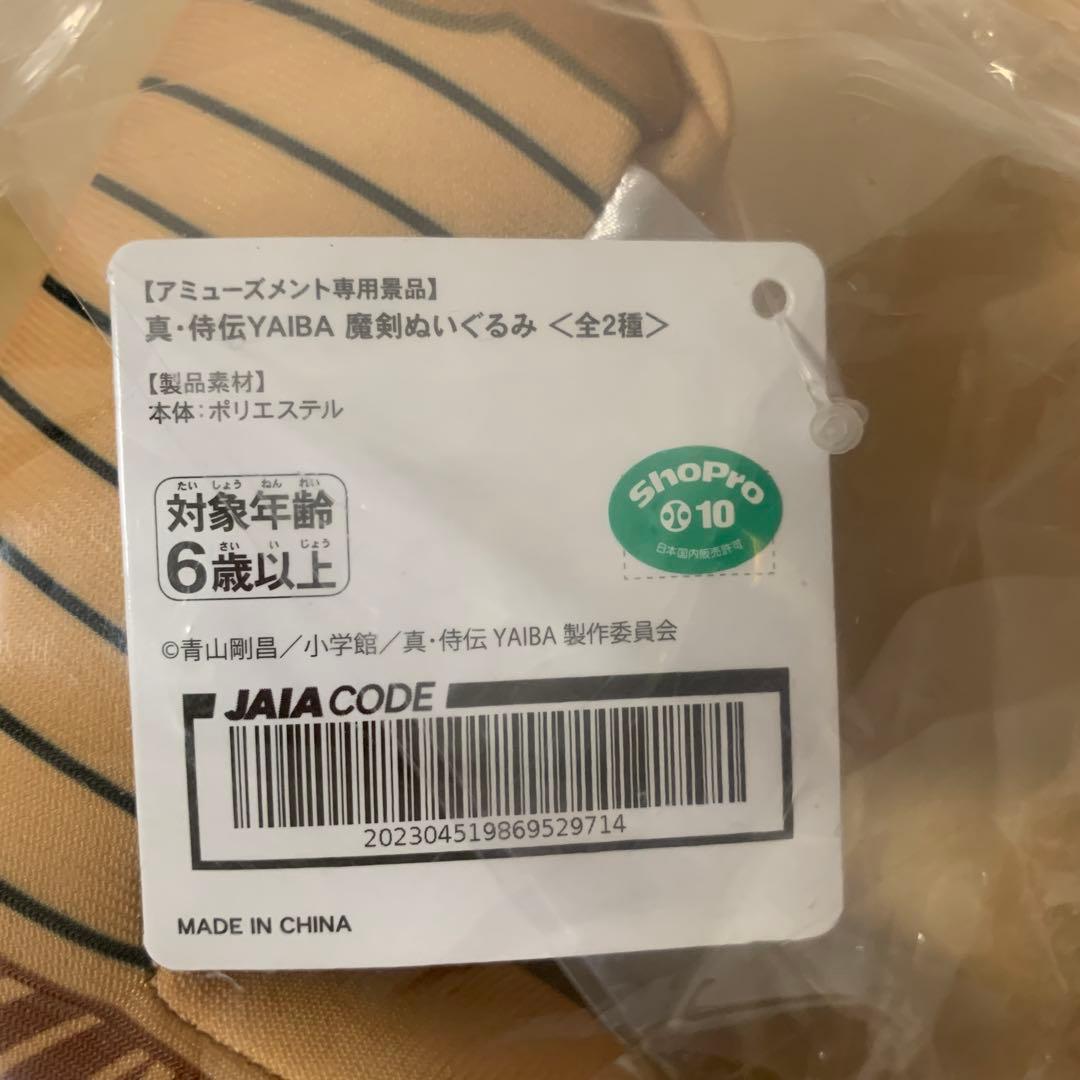 【アミューズメント専用景品】
真・侍伝YAIBA 魔剣ぬいぐるみ ＜全2種＞
【製品素材】
本体：ポリエステル
たい しょう ねん れい
対象年齢
さい い じょう
6歳以上
ShoPro
10
日本国内販売許可
©青山剛昌／小学館／真・侍伝 YAIBA 製作委員会
JAIA CODE
202304519869529714
MADE IN CHINA